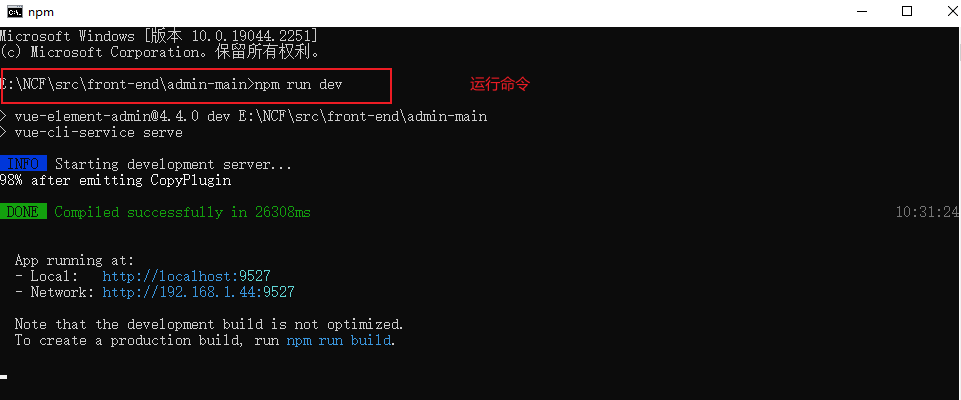 npm
Microsoft Windows [版本 10.0.19044.2251]
(c) Microsoft Corporation。保留所有权利。
E:\NCF\src\front-end\admin-main>npm run dev
运行命令
> vue-element-admin@4.4.0 dev E:\NCF\src\front-end\admin-main
> vue-cli-service serve
INFO Starting development server...
98% after emitting CopyPlugin
DONE Compiled successfully in 26308ms 10:31:24
App running at:
- Local: http://localhost:9527
- Network: http://192.168.1.44:9527
Note that the development build is not optimized.
To create a production build, run npm run build.